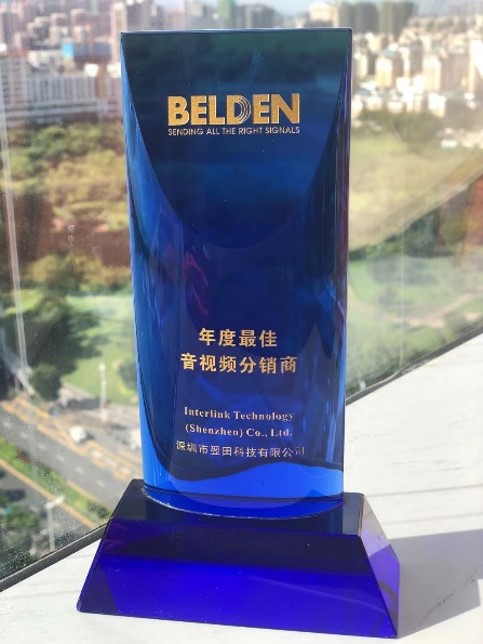 BELDEN
SENDING ALL THE RIGHT SIGNALS
年度最佳
音视频分销商
Interlink Technology
(Shenzhen) Co., Ltd.
深圳市翌田科技有限公司